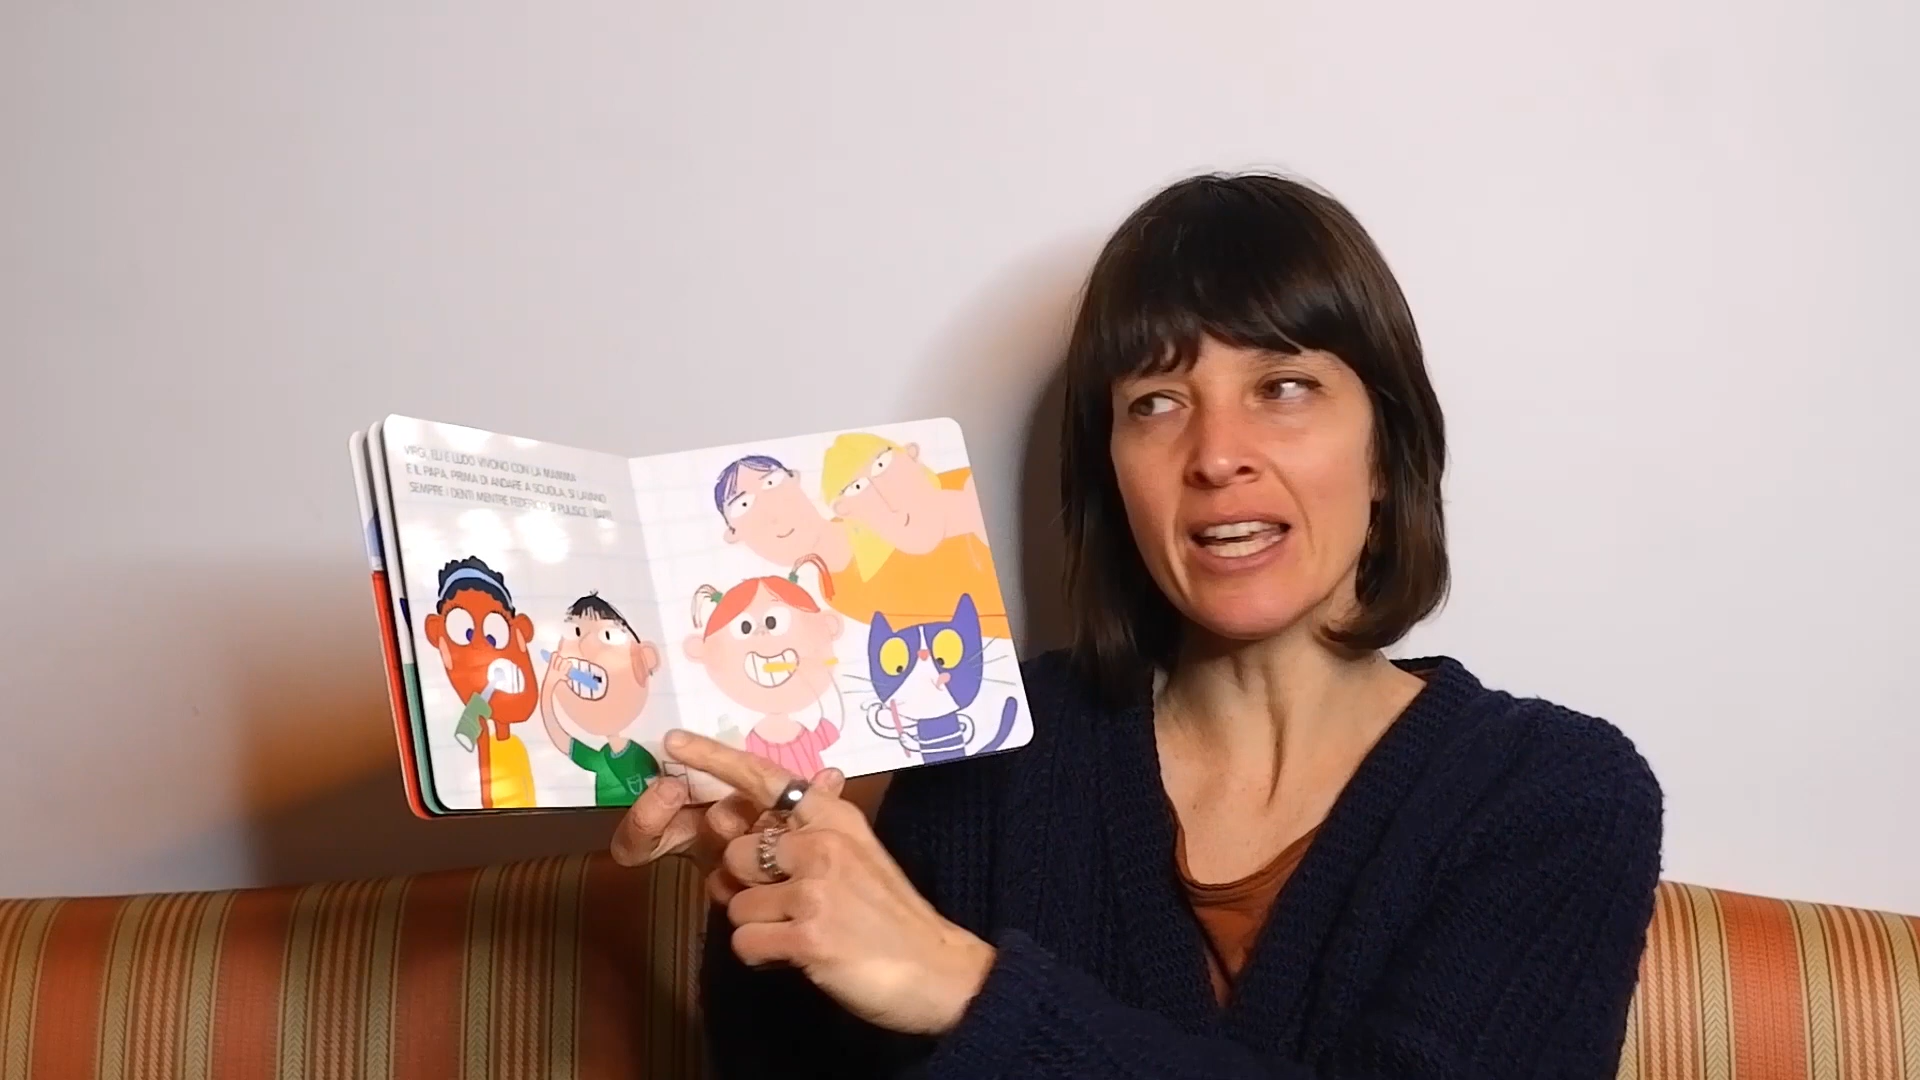 VIRGI, ELI E LUDO VIVONO CON LA MAMMA
E IL PAPÀ. PRIMA DI ANDARE A SCUOLA, SI LAVANO
SEMPRE I DENTI MENTRE FEDERICO SI PULISCE I BAFFI.